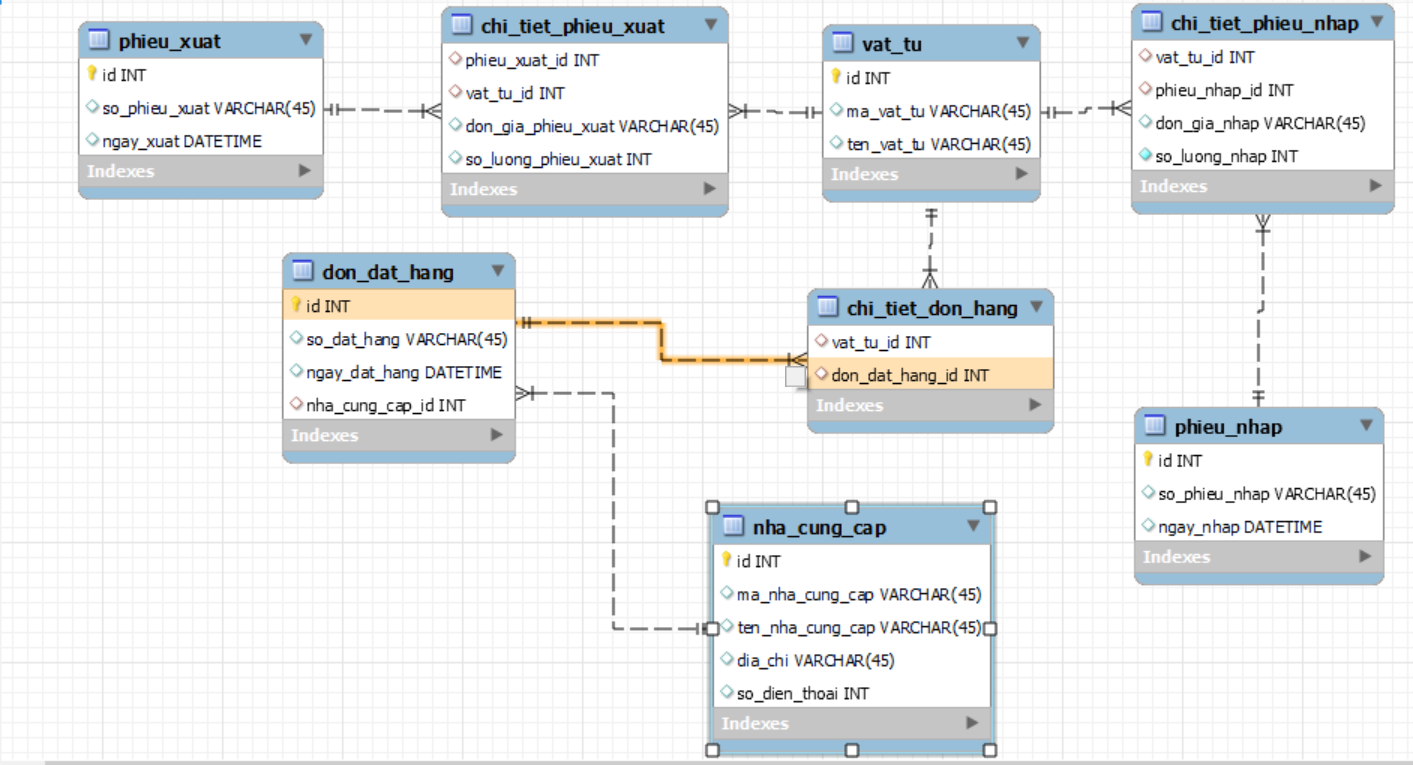 phieu_xuat
id INT
so_phieu_xuat VARCHAR(45)
ngay_xuat DATETIME
Indexes
chi_tiet_phieu_xuat
phieu_xuat_id INT
vat_tu_id INT
don_gia_phieu_xuat VARCHAR(45)
so_luong_phieu_xuat INT
Indexes
vat_tu
id INT
ma_vat_tu VARCHAR(45)
ten_vat_tu VARCHAR(45)
Indexes
chi_tiet_phieu_nhap
vat_tu_id INT
phieu_nhap_id INT
don_gia_nhap VARCHAR(45)
so_luong_nhap INT
Indexes
don_dat_hang
id INT
so_dat_hang VARCHAR(45)
ngay_dat_hang DATETIME
nha_cung_cap_id INT
Indexes
chi_tiet_don_hang
vat_tu_id INT
don_dat_hang_id INT
Indexes
phieu_nhap
id INT
so_phieu_nhap VARCHAR(45)
ngay_nhap DATETIME
Indexes
nha_cung_cap
id INT
ma_nha_cung_cap VARCHAR(45)
ten_nha_cung_cap VARCHAR(45)
dia_chi VARCHAR(45)
so_dien_thoai INT
Indexes